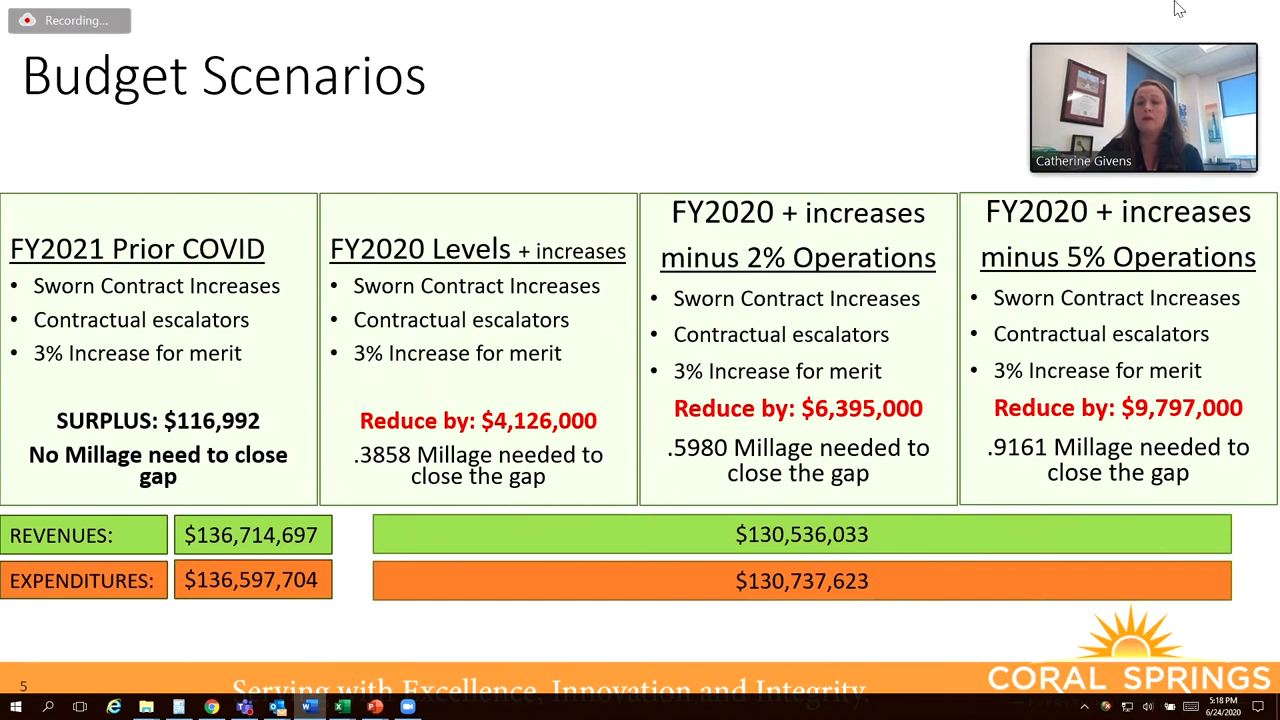 Recording...
Budget Scenarios
Catherine Givens
FY2021 Prior COVID
• Sworn Contract Increases
• Contractual escalators
• 3% Increase for merit
SURPLUS: $116,992
No Millage need to close
gap
FY2020 Levels + increases
• Sworn Contract Increases
• Contractual escalators
• 3% Increase for merit
Reduce by: $4,126,000
.3858 Millage needed to
close the gap
FY2020 + increases
minus 2% Operations
• Sworn Contract Increases
• Contractual escalators
• 3% Increase for merit
Reduce by: $6,395,000
.5980 Millage needed to
close the gap
FY2020 + increases
minus 5% Operations
• Sworn Contract Increases
• Contractual escalators
• 3% Increase for merit
Reduce by: $9,797,000
.9161 Millage needed to
close the gap
REVENUES: $136,714,697 $130,536,033
EXPENDITURES: $136,597,704 $130,737,623
5
Serving with Excellence, Innovation and Integrity.
CORAL SPRINGS
5:18 PM
6/24/2020